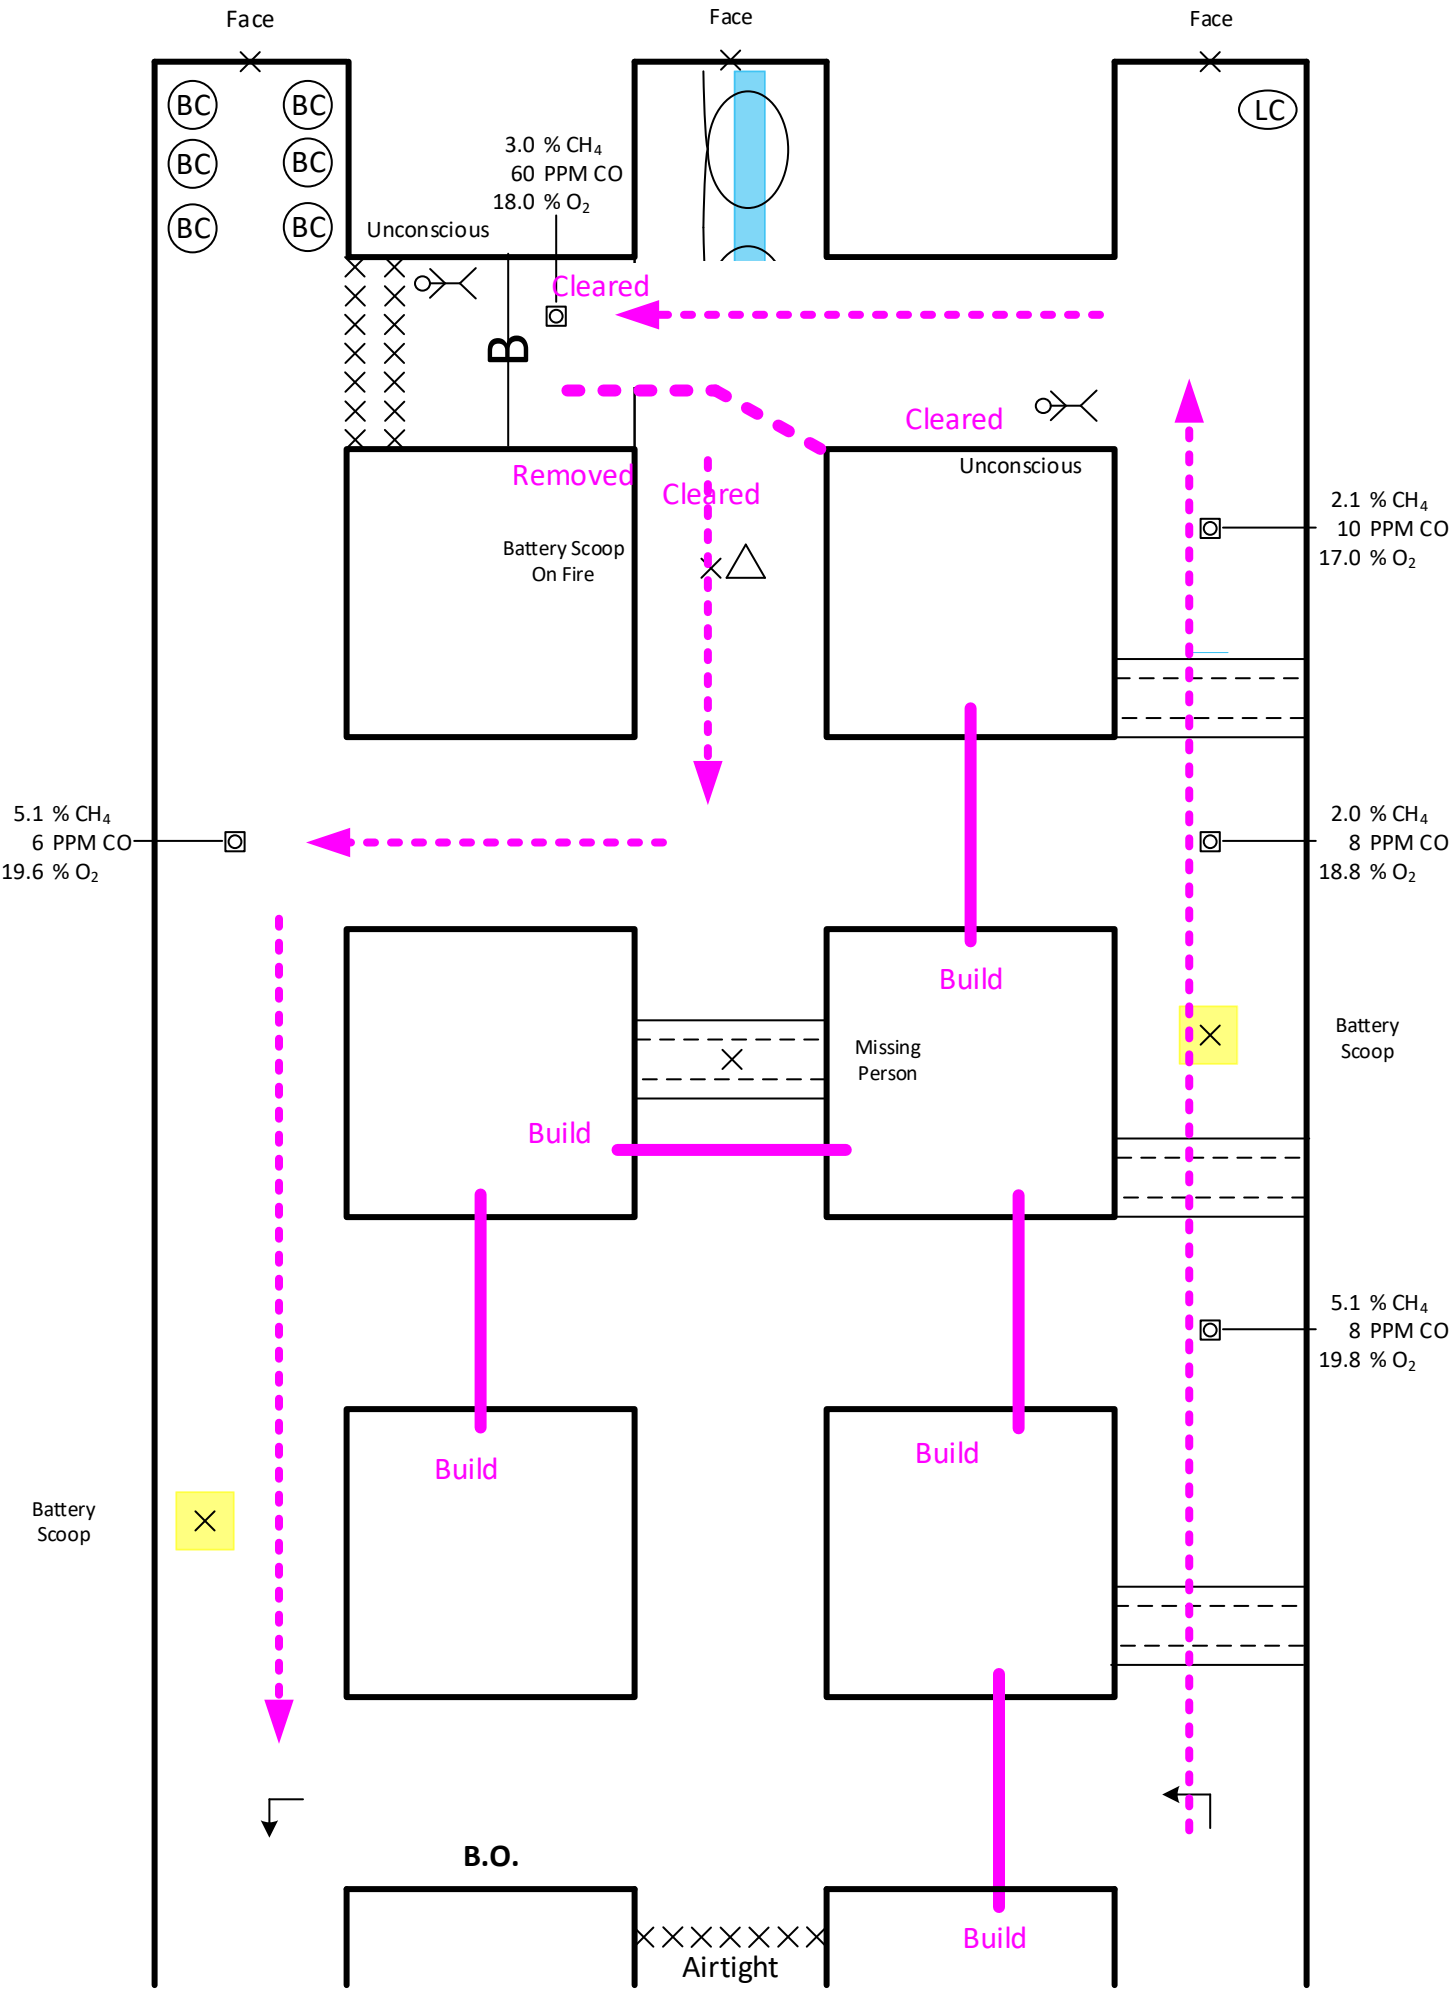 Face
Face
Face
BC
BC
LC
BC
BC
BC
BC
3.0 % CH₄
60 PPM CO
18.0 % O₂
Unconscious
Cleared
B
Cleared
Unconscious
Removed
Cleared
2.1 % CH₄
10 PPM CO
17.0 % O₂
Battery Scoop
On Fire
5.1 % CH₄
6 PPM CO
19.6 % O₂
2.0 % CH₄
8 PPM CO
18.8 % O₂
Build
Missing
Person
Battery
Scoop
Build
5.1 % CH₄
8 PPM CO
19.8 % O₂
Build
Build
Battery
Scoop
B.O.
Build
Airtight